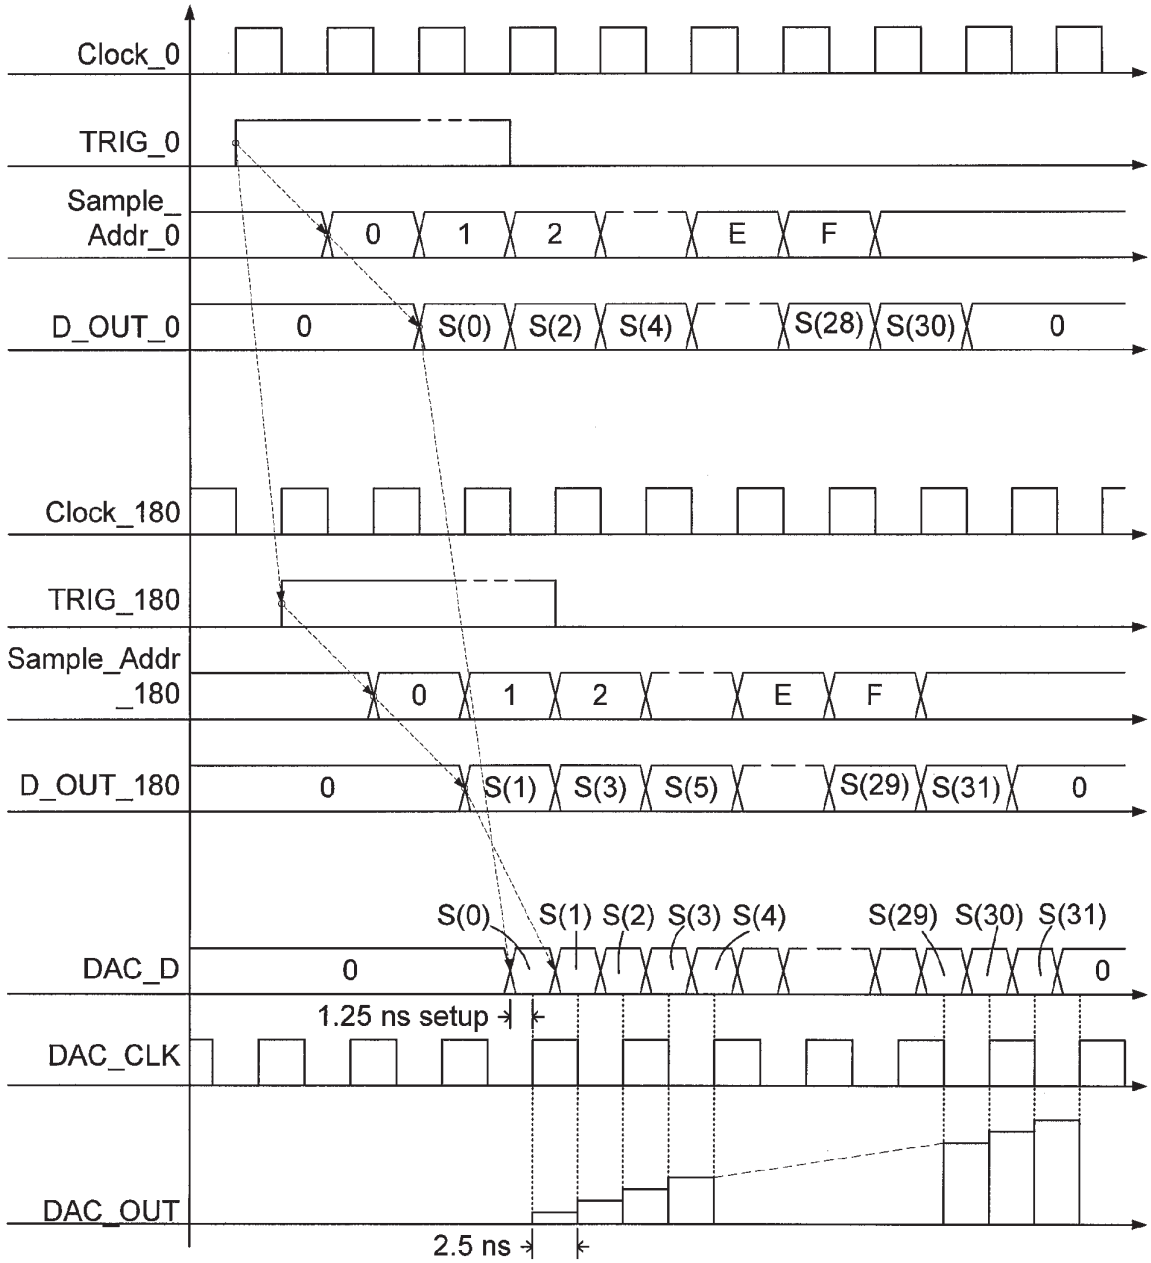 Clock_0
TRIG_0
Sample_
Addr_0
0 1 2 E F
D_OUT_0
0 S(0) S(2) S(4) S(28) S(30) 0
Clock_180
TRIG_180
Sample_Addr
_180
0 1 2 E F
D_OUT_180
0 S(1) S(3) S(5) S(29) S(31) 0
S(0) S(1) S(2) S(3) S(4) S(29) S(30) S(31)
DAC_D
0 0
1.25 ns setup
DAC_CLK
DAC_OUT
2.5 ns